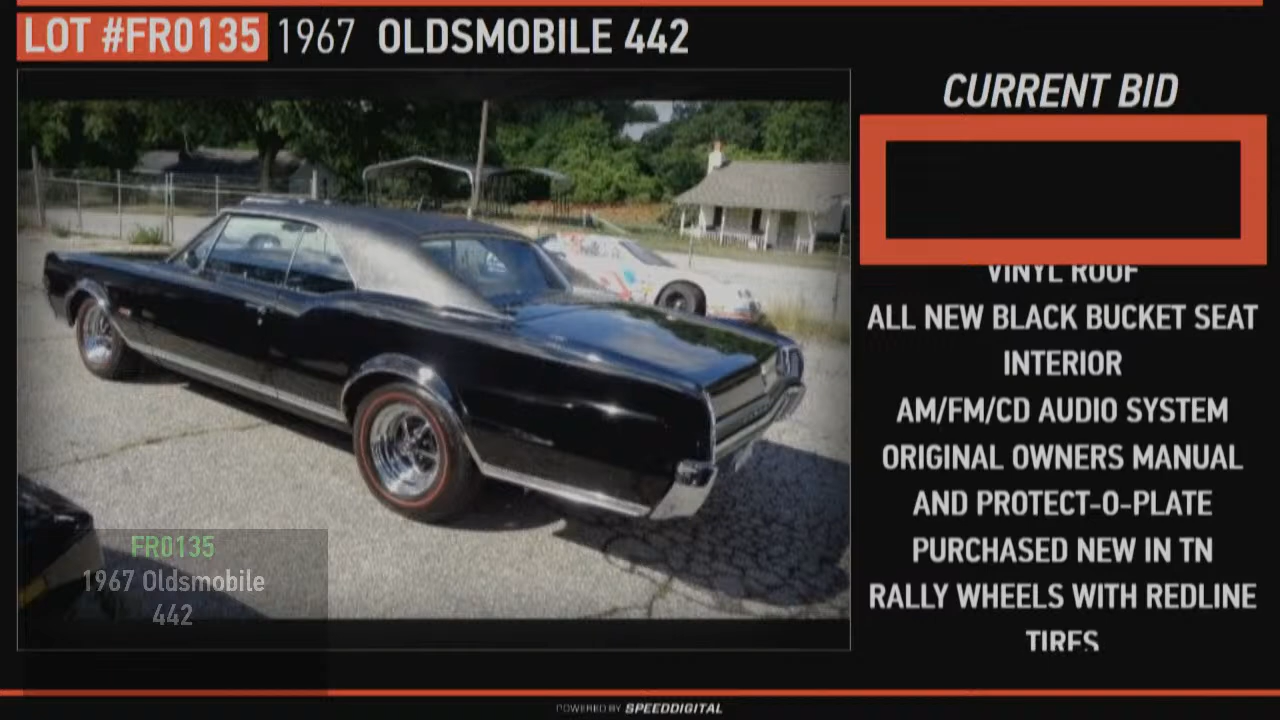 LOT #FR0135 1967 OLDSMOBILE 442
CURRENT BID
VINYL ROOF
ALL NEW BLACK BUCKET SEAT
INTERIOR
AM/FM/CD AUDIO SYSTEM
ORIGINAL OWNERS MANUAL
AND PROTECT-O-PLATE
PURCHASED NEW IN TN
RALLY WHEELS WITH REDLINE
TIRES
FR0135
1967 Oldsmobile
442
POWERED BY SPEEDDIGITAL